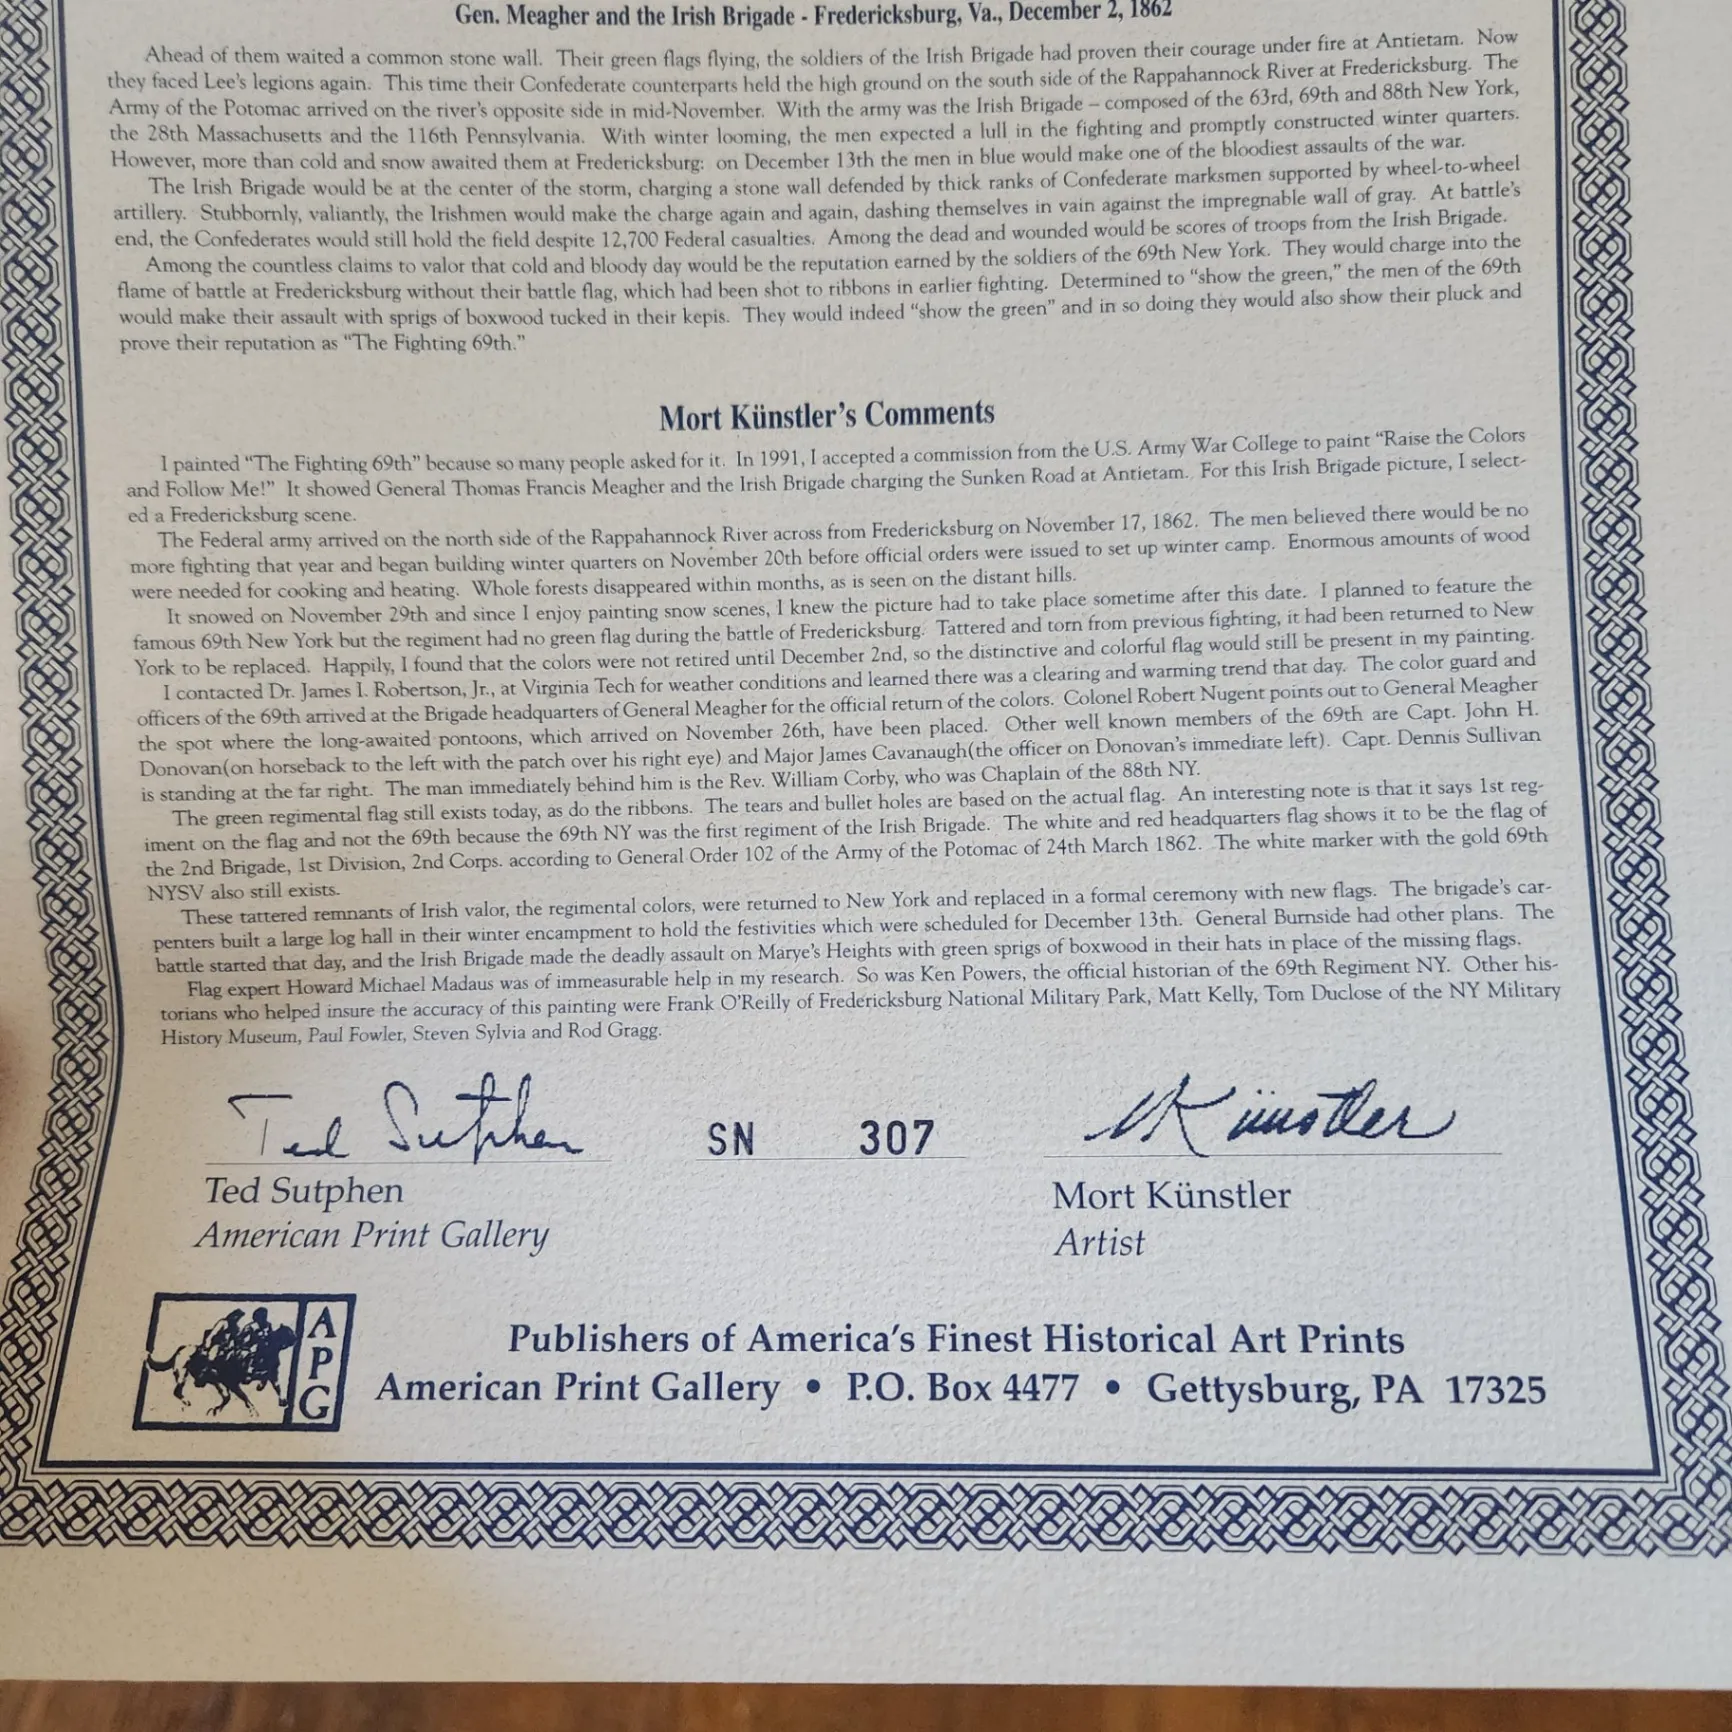 Gen. Meagher and the Irish Brigade - Fredericksburg, Va., December 2, 1862
Ahead of them waited a common stone wall. Their green flags flying, the soldiers of the Irish Brigade had proven their courage under fire at Antietam. Now
they faced Lee's legions again. This time their Confederate counterparts held the high ground on the south side of the Rappahannock River at Fredericksburg. The
Army of the Potomac arrived on the river's opposite side in mid-November. With the army was the Irish Brigade – composed of the 63rd, 69th and 88th New York,
the 28th Massachusetts and the 116th Pennsylvania. With winter looming, the men expected a lull in the fighting and promptly constructed winter quarters.
However, more than cold and snow awaited them at Fredericksburg: on December 13th the men in blue would make one of the bloodiest assaults of the war.
The Irish Brigade would be at the center of the storm, charging a stone wall defended by thick ranks of Confederate marksmen supported by wheel-to-wheel
artillery. Stubbornly, valiantly, the Irishmen would make the charge again and again, dashing themselves in vain against the impregnable wall of gray. At battle's
end, the Confederates would still hold the field despite 12,700 Federal casualties. Among the dead and wounded would be scores of troops from the Irish Brigade.
Among the countless claims to valor that cold and bloody day would be the reputation earned by the soldiers of the 69th New York. They would charge into the
flame of battle at Fredericksburg without their battle flag, which had been shot to ribbons in earlier fighting. Determined to "show the green," the men of the 69th
would make their assault with sprigs of boxwood tucked in their kepis. They would indeed "show the green" and in so doing they would also show their pluck and
prove their reputation as "The Fighting 69th."
Mort Künstler's Comments
I painted "The Fighting 69th" because so many people asked for it. In 1991, I accepted a commission from the U.S. Army War College to paint "Raise the Colors
and Follow Me!" It showed General Thomas Francis Meagher and the Irish Brigade charging the Sunken Road at Antietam. For this Irish Brigade picture, I select-
ed a Fredericksburg scene.
The Federal army arrived on the north side of the Rappahannock River across from Fredericksburg on November 17, 1862. The men believed there would be no
more fighting that year and began building winter quarters on November 20th before official orders were issued to set up winter camp. Enormous amounts of wood
were needed for cooking and heating. Whole forests disappeared within months, as is seen on the distant hills.
It snowed on November 29th and since I enjoy painting snow scenes, I knew the picture had to take place sometime after this date. I planned to feature the
famous 69th New York but the regiment had no green flag during the battle of Fredericksburg. Tattered and torn from previous fighting, it had been returned to New
York to be replaced. Happily, I found that the colors were not retired until December 2nd, so the distinctive and colorful flag would still be present in my painting.
I contacted Dr. James I. Robertson, Jr., at Virginia Tech for weather conditions and learned there was a clearing and warming trend that day. The color guard and
officers of the 69th arrived at the Brigade headquarters of General Meagher for the official return of the colors. Colonel Robert Nugent points out to General Meagher
the spot where the long-awaited pontoons, which arrived on November 26th, have been placed. Other well known members of the 69th are Capt. John H.
Donovan(on horseback to the left with the patch over his right eye) and Major James Cavanaugh(the officer on Donovan's immediate left). Capt. Dennis Sullivan
is standing at the far right. The man immediately behind him is the Rev. William Corby, who was Chaplain of the 88th NY.
The green regimental flag still exists today, as do the ribbons. The tears and bullet holes are based on the actual flag. An interesting note is that it says 1st reg-
iment on the flag and not the 69th because the 69th NY was the first regiment of the Irish Brigade. The white and red headquarters flag shows it to be the flag of
the 2nd Brigade, 1st Division, 2nd Corps. according to General Order 102 of the Army of the Potomac of 24th March 1862. The white marker with the gold 69th
NYSV also still exists.
These tattered remnants of Irish valor, the regimental colors, were returned to New York and replaced in a formal ceremony with new flags. The brigade's car-
penters built a large log hall in their winter encampment to hold the festivities which were scheduled for December 13th. General Burnside had other plans. The
battle started that day, and the Irish Brigade made the deadly assault on Marye's Heights with green sprigs of boxwood in their hats in place of the missing flags.
Flag expert Howard Michael Madaus was of immeasurable help in my research. So was Ken Powers, the official historian of the 69th Regiment NY. Other his-
torians who helped insure the accuracy of this painting were Frank O'Reilly of Fredericksburg National Military Park, Matt Kelly, Tom Duclose of the NY Military
History Museum, Paul Fowler, Steven Sylvia and Rod Gragg.
Ted Sutphen SN 307 M Künstler
Ted Sutphen Mort Künstler
American Print Gallery Artist
APG
Publishers of America's Finest Historical Art Prints
American Print Gallery • P.O. Box 4477 • Gettysburg, PA 17325